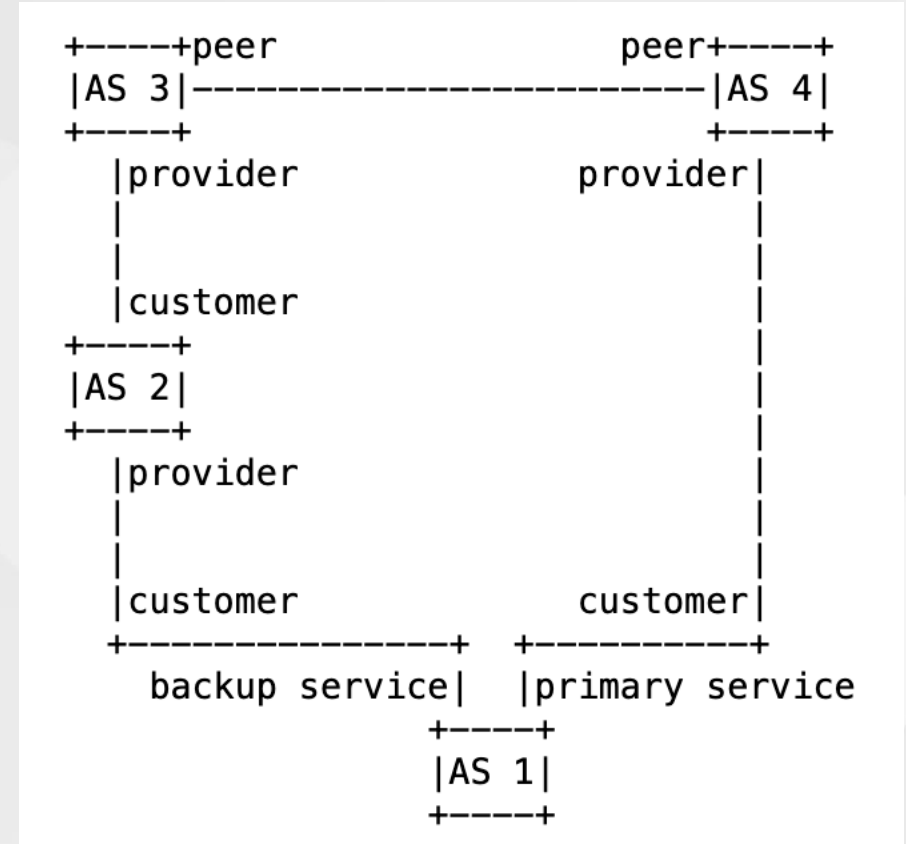 +----+peer                    peer+----+
|AS 3|------------------------|AS 4|
+----+                        +----+
|provider             provider|
|                             |
|                             |
|customer                     |
+----+                        |
|AS 2|                        |
+----+                        |
|provider                     |
|                             |
|                             |
|customer             customer|
+---------------+  +-----------+
backup service|  |primary service
+----+
|AS 1|
+----+